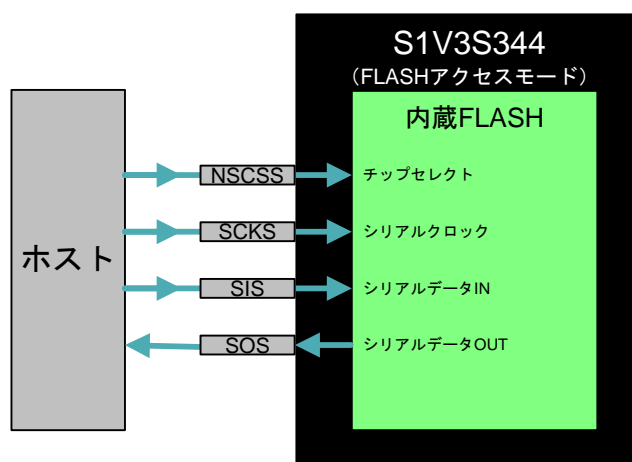 S1V3S344
（FLASHアクセスモード）
内蔵FLASH
ホスト
NSCSS
チップセレクト
SCKS
シリアルクロック
SIS
シリアルデータIN
SOS
シリアルデータOUT